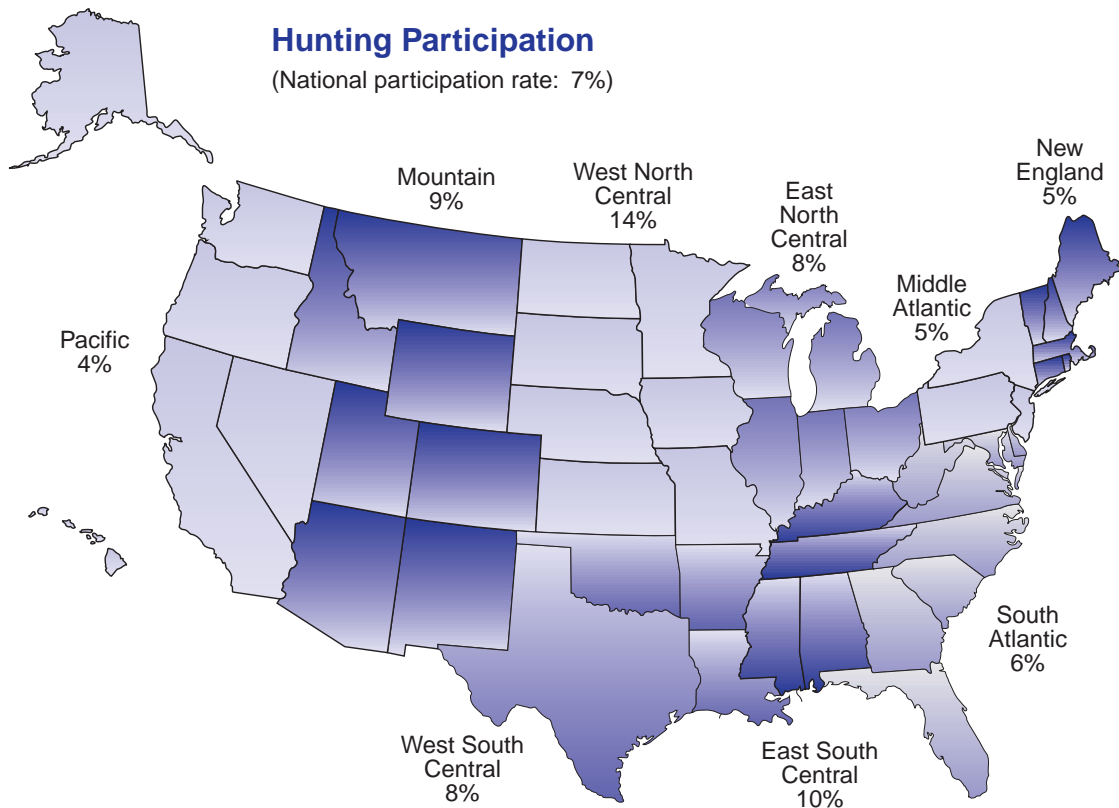 Hunting Participation
(National participation rate: 7%)
New
England
5%
Mountain
9%
West North
Central
14%
East
North
Central
8%
Middle
Atlantic
5%
Pacific
4%
South
Atlantic
6%
West South
Central
8%
East South
Central
10%